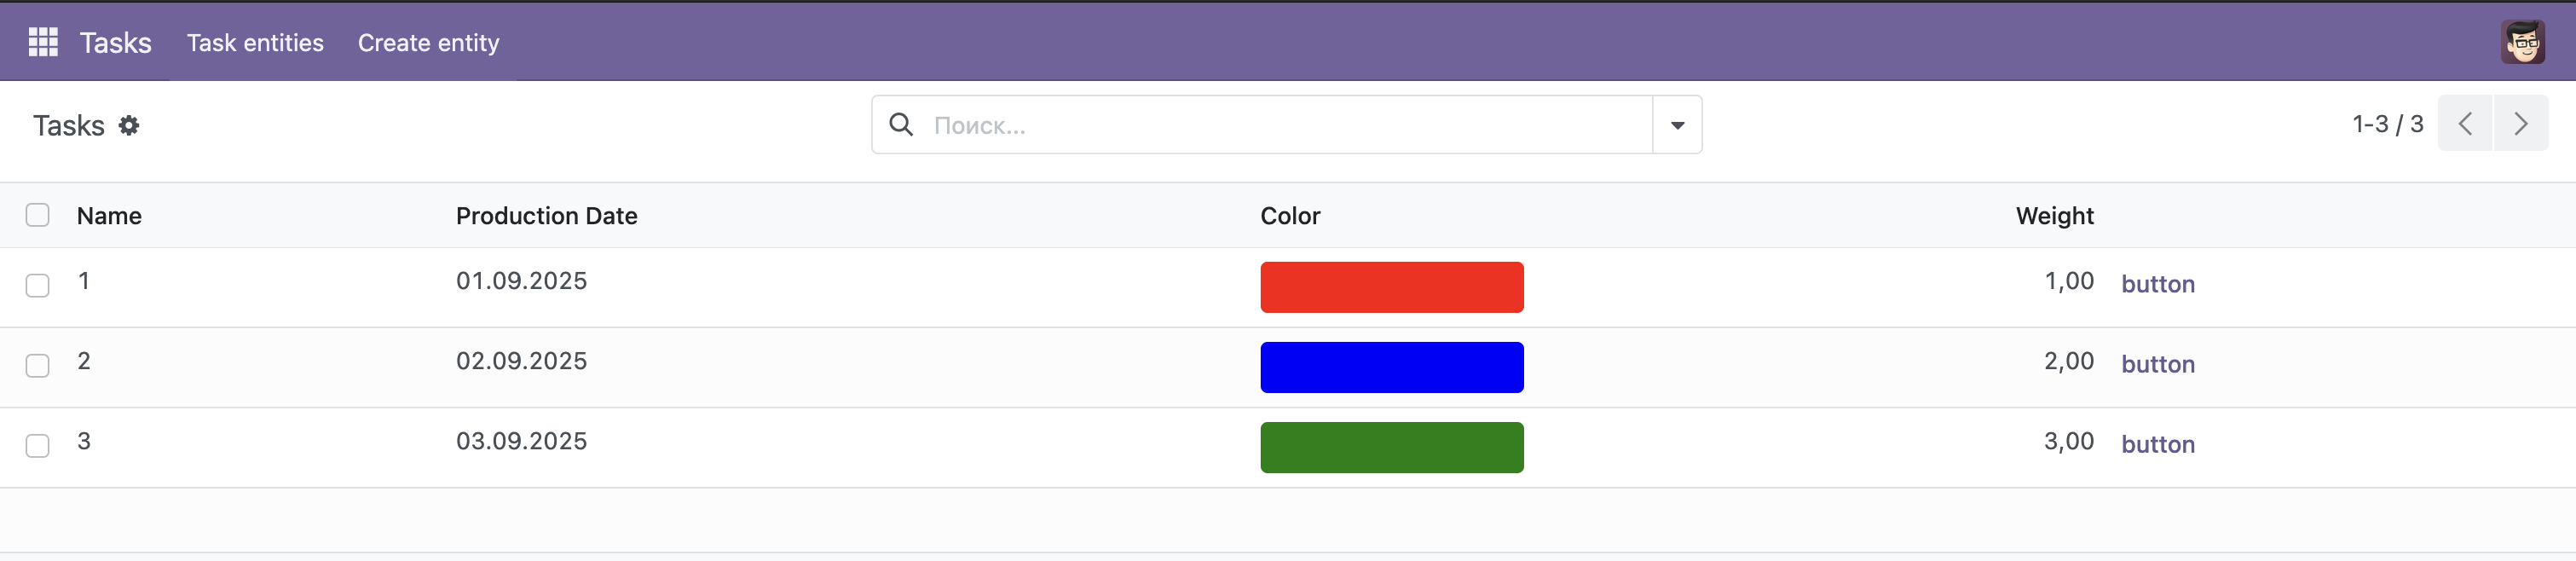 Tasks Task entities Create entity
Tasks Поиск... 1-3 / 3
Name Production Date Color Weight
1 01.09.2025 1,00 button
2 02.09.2025 2,00 button
3 03.09.2025 3,00 button